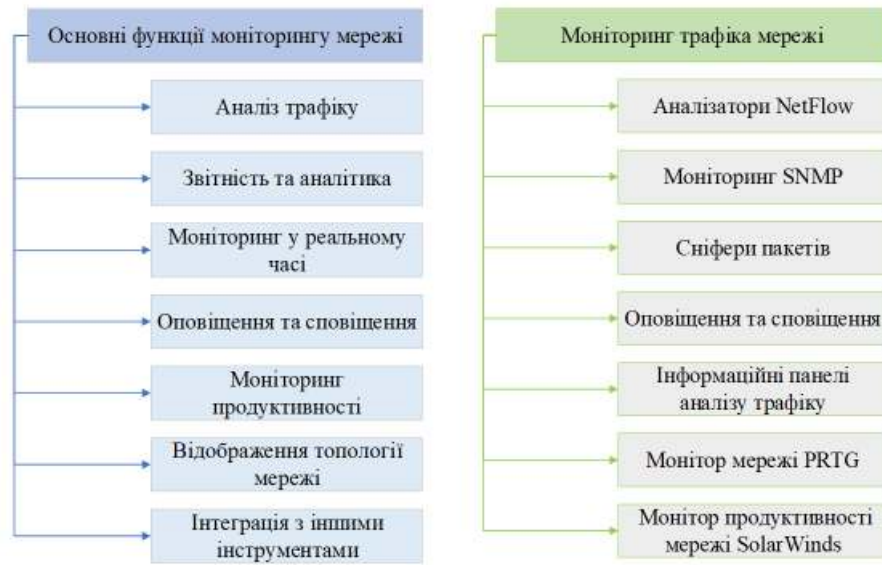 Основні функції моніторингу мережі
Аналіз трафіку
Звітність та аналітика
Моніторинг у реальному
часі
Оповіщення та сповіщення
Моніторинг
продуктивності
Відображення топології
мережі
Інтеграція з іншими
інструментами
Моніторинг трафіка мережі
Аналізатори NetFlow
Моніторинг SNMP
Сніфери пакетів
Оповіщення та сповіщення
Інформаційні панелі
аналізу трафіку
Монітор мережі PRTG
Монітор продуктивності
мережі SolarWinds